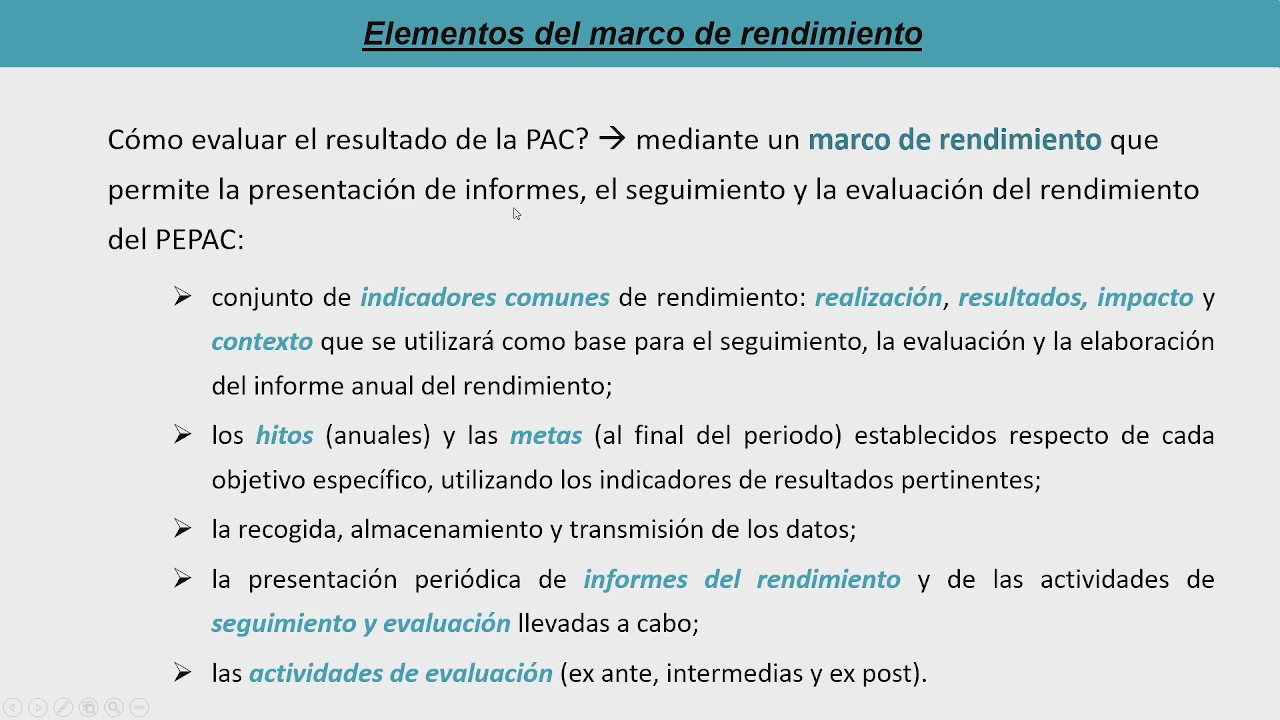 Elementos del marco de rendimiento
Cómo evaluar el resultado de la PAC? → mediante un marco de rendimiento que
permite la presentación de informes, el seguimiento y la evaluación del rendimiento
del PEPAC:
➢ conjunto de indicadores comunes de rendimiento: realización, resultados, impacto y
contexto que se utilizará como base para el seguimiento, la evaluación y la elaboración
del informe anual del rendimiento;
➢ los hitos (anuales) y las metas (al final del periodo) establecidos respecto de cada
objetivo específico, utilizando los indicadores de resultados pertinentes;
➢ la recogida, almacenamiento y transmisión de los datos;
➢ la presentación periódica de informes del rendimiento y de las actividades de
seguimiento y evaluación llevadas a cabo;
➢ las actividades de evaluación (ex ante, intermedias y ex post).